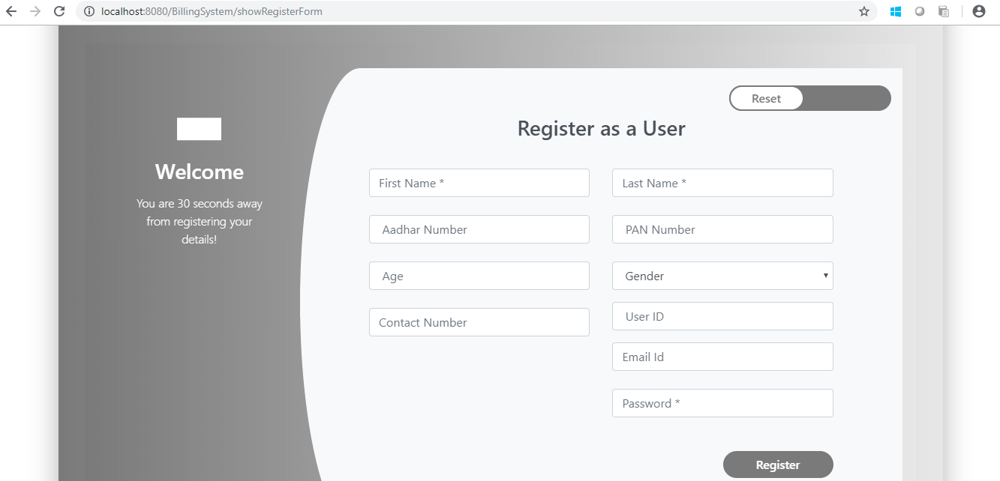 localhost:8080/BillingSystem/showRegisterForm
Reset
Register as a User
Welcome
You are 30 seconds away
from registering your
details!
First Name *
Last Name *
Aadhar Number
PAN Number
Age
Gender
Contact Number
User ID
Email Id
Password *
Register